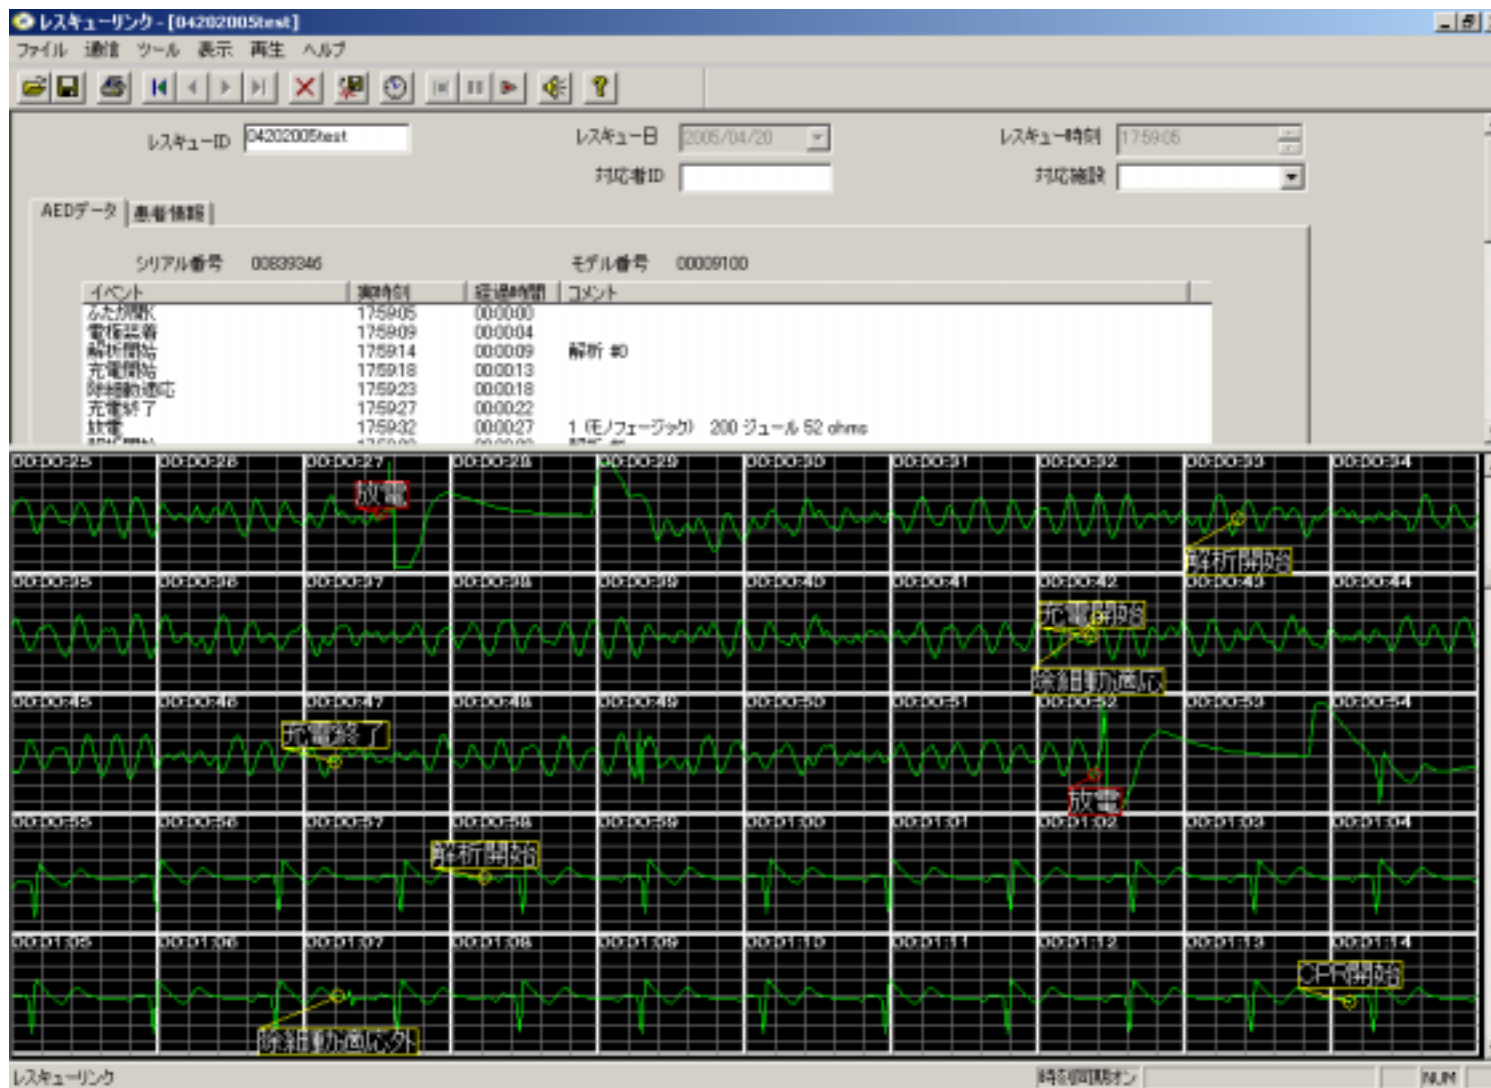 レスキューリンク - [04202005test]
ファイル 通信 ツール 表示 再生 ヘルプ
レスキューID 04202005test レスキュー日 2005/04/20 レスキュー時刻 17:59:05
対応者ID 対応施設
AEDデータ 患者情報
シリアル番号 00839346 モデル番号 00009100
イベント 実時刻 経過時間 コメント
ふたが開く 17:59:05 00:00:00
電極装着 17:59:09 00:00:04
解析開始 17:59:14 00:00:09 解析 #0
充電開始 17:59:18 00:00:13
除細動適応 17:59:23 00:00:18
充電終了 17:59:27 00:00:22
放電 17:59:32 00:00:27 1 (モノフェージック) 200 ジュール 52 ohms
00:00:25 00:00:26 00:00:27 00:00:28 00:00:29 00:00:30 00:00:31 00:00:32 00:00:33 00:00:34
放電
解析開始
00:00:35 00:00:36 00:00:37 00:00:38 00:00:39 00:00:40 00:00:41 00:00:42 00:00:43 00:00:44
充電開始
除細動適応
00:00:45 00:00:46 00:00:47 00:00:48 00:00:49 00:00:50 00:00:51 00:00:52 00:00:53 00:00:54
充電終了
放電
00:00:55 00:00:56 00:00:57 00:00:58 00:00:59 00:01:00 00:01:01 00:01:02 00:01:03 00:01:04
解析開始
00:01:05 00:01:06 00:01:07 00:01:08 00:01:09 00:01:10 00:01:11 00:01:12 00:01:13 00:01:14
CPR開始
除細動適応外
レスキューリンク 時刻同期オン NUM